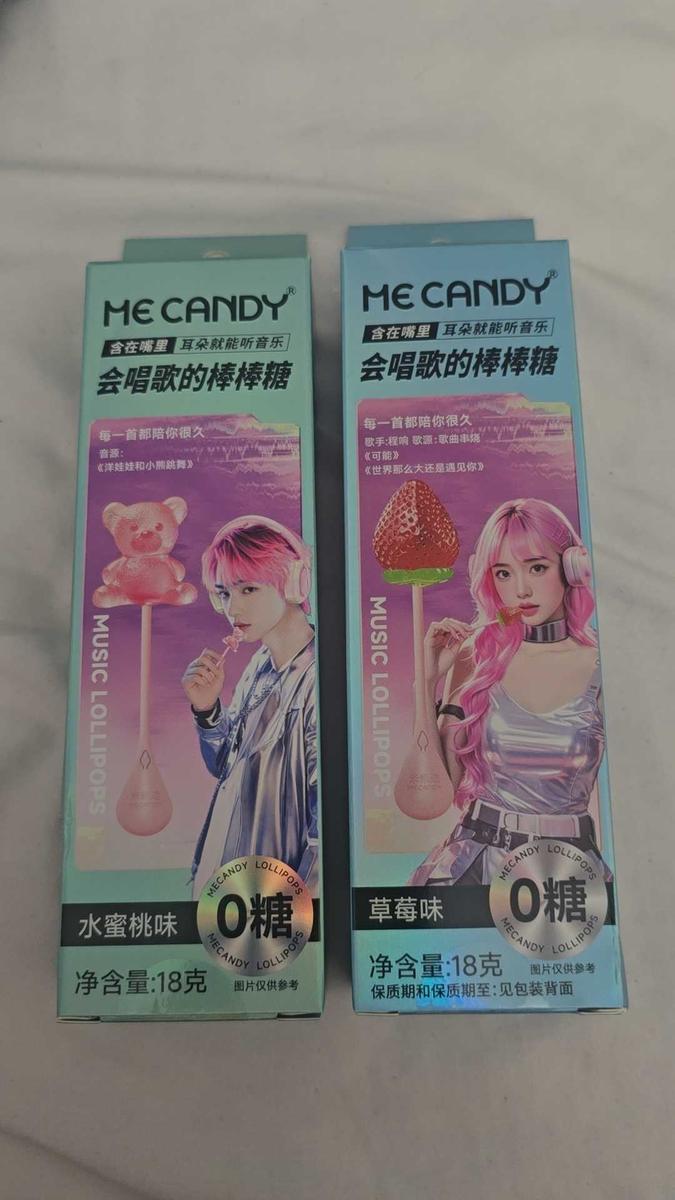 ME CANDY®
含在嘴里 耳朵就能听音乐
会唱歌的棒棒糖
每一首都陪你很久
音源:
《洋娃娃和小熊跳舞》
MUSIC LOLLIPOPS
MECANDY LOLLIPOPS
0糖
MECANDY LOLLIPOPS
水蜜桃味
净含量:18克
图片仅供参考
ME CANDY®
含在嘴里 耳朵就能听音乐
会唱歌的棒棒糖
每一首都陪你很久
歌手:程响 歌源:歌曲串烧
《可能》
《世界那么大还是遇见你》
MUSIC LOLLIPOPS
MECANDY LOLLIPOPS
0糖
MECANDY LOLLIPOPS
草莓味
净含量:18克
图片仅供参考
保质期和保质期至:见包装背面